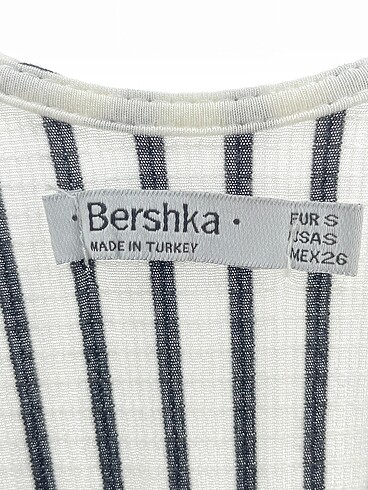 · Bershka ·
MADE IN TURKEY
EUR S
USA S
MEX 26